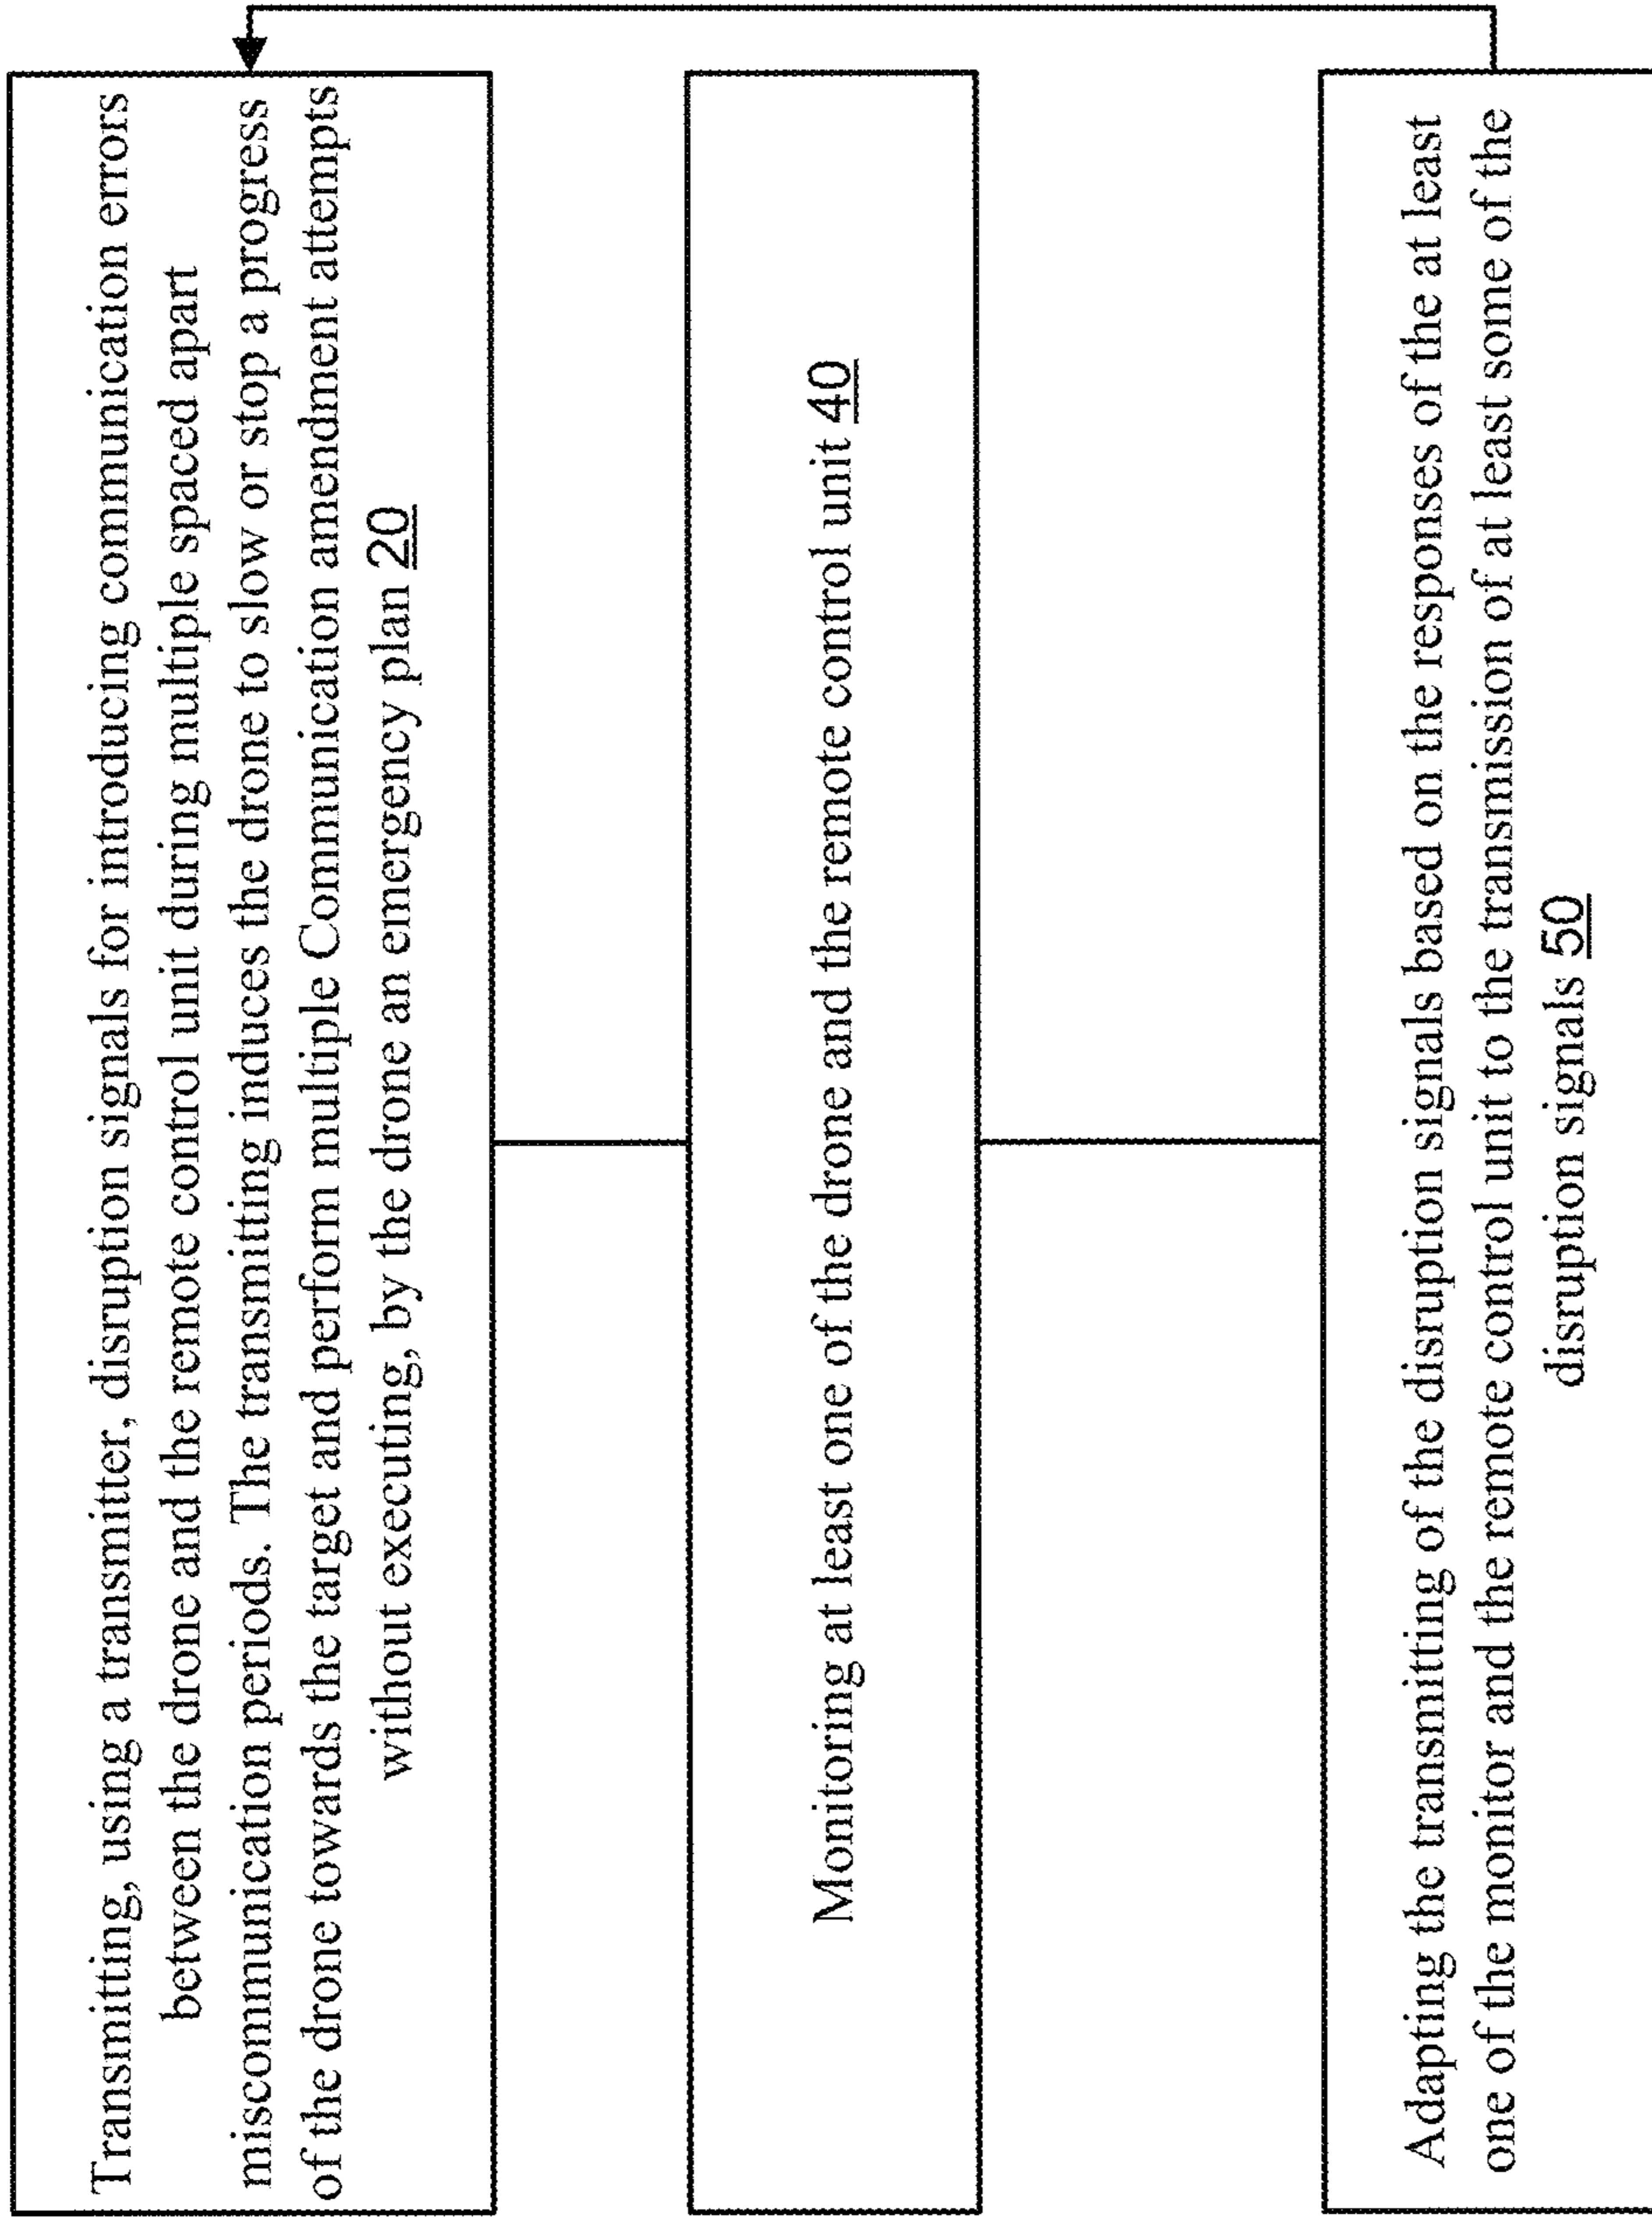 Transmitting, using a transmitter, disruption signals for introducing communication errors
between the drone and the remote control unit during multiple spaced apart
miscommunication periods. The transmitting induces the drone to slow or stop a progress
of the drone towards the target and perform multiple Communication amendment attempts
without executing, by the drone an emergency plan 20
Monitoring at least one of the drone and the remote control unit 40
Adapting the transmitting of the disruption signals based on the responses of the at least
one of the monitor and the remote control unit to the transmission of at least some of the
disruption signals 50